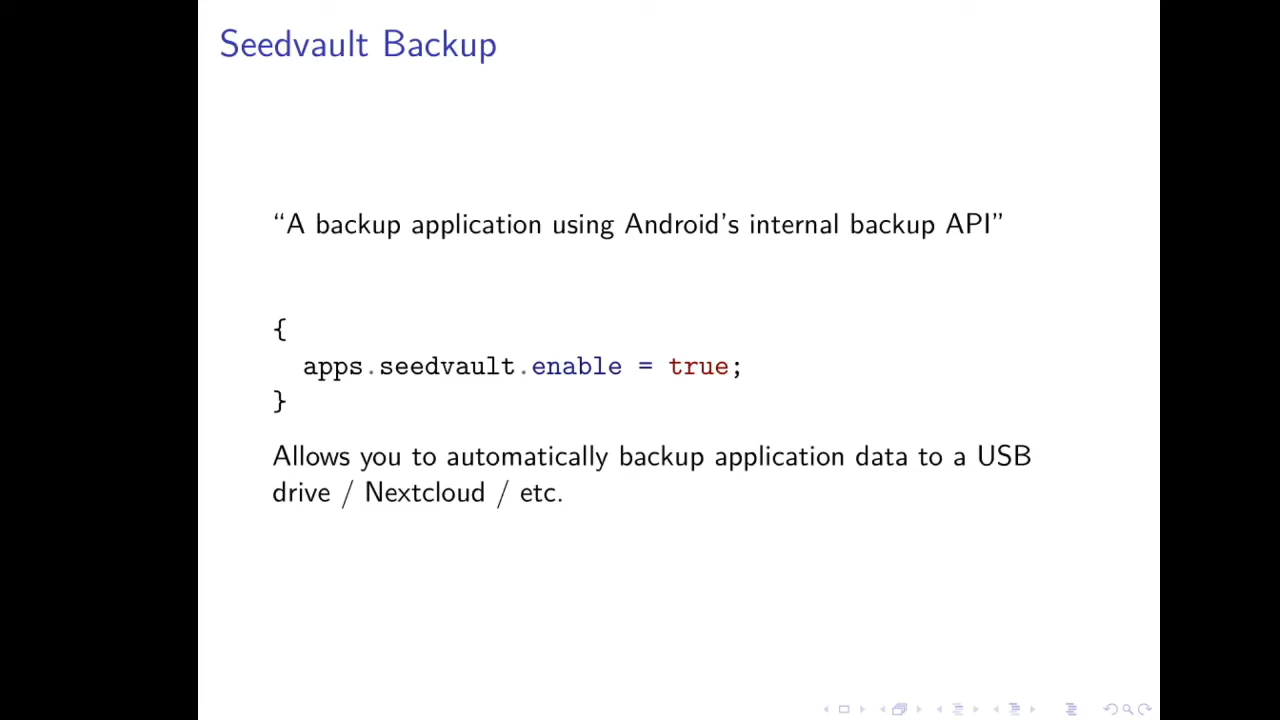 Seedvault Backup
“A backup application using Android’s internal backup API”
{
apps.seedvault.enable = true;
}
Allows you to automatically backup application data to a USB
drive / Nextcloud / etc.